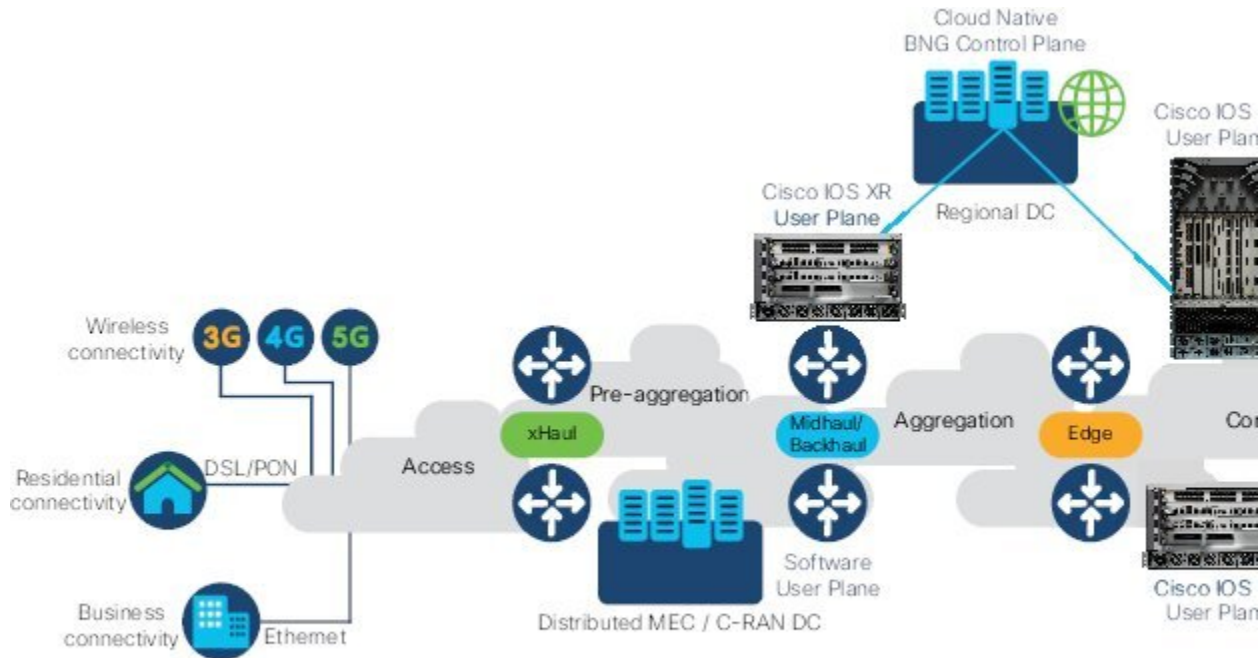 Cloud Native
BNG Control Plane
Cisco IOS
User Plan
Cisco IOS XR
User Plane
Regional DC
Wireless
connectivity
3G
4G
5G
Pre-aggregation
xHaul
Midhaul/
Backhaul
Aggregation
Edge
Cor
Access
DSL/PON
Residential
connectivity
Software
User Plane
Distributed MEC / C-RAN DC
Cisco IOS
User Plan
Business
connectivity
Ethernet